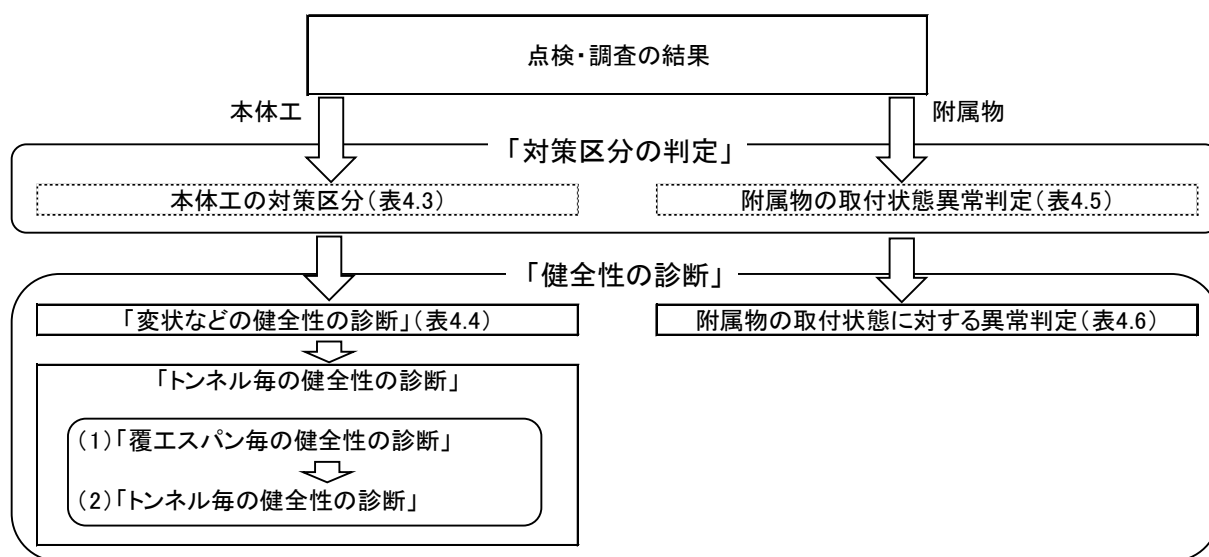 点検・調査の結果
本体工
附属物
「対策区分の判定」
本体工の対策区分(表4.3)
附属物の取付状態異常判定(表4.5)
「健全性の診断」
「変状などの健全性の診断」(表4.4)
附属物の取付状態に対する異常判定(表4.6)
「トンネル毎の健全性の診断」
(1)「覆工スパン毎の健全性の診断」
(2)「トンネル毎の健全性の診断」